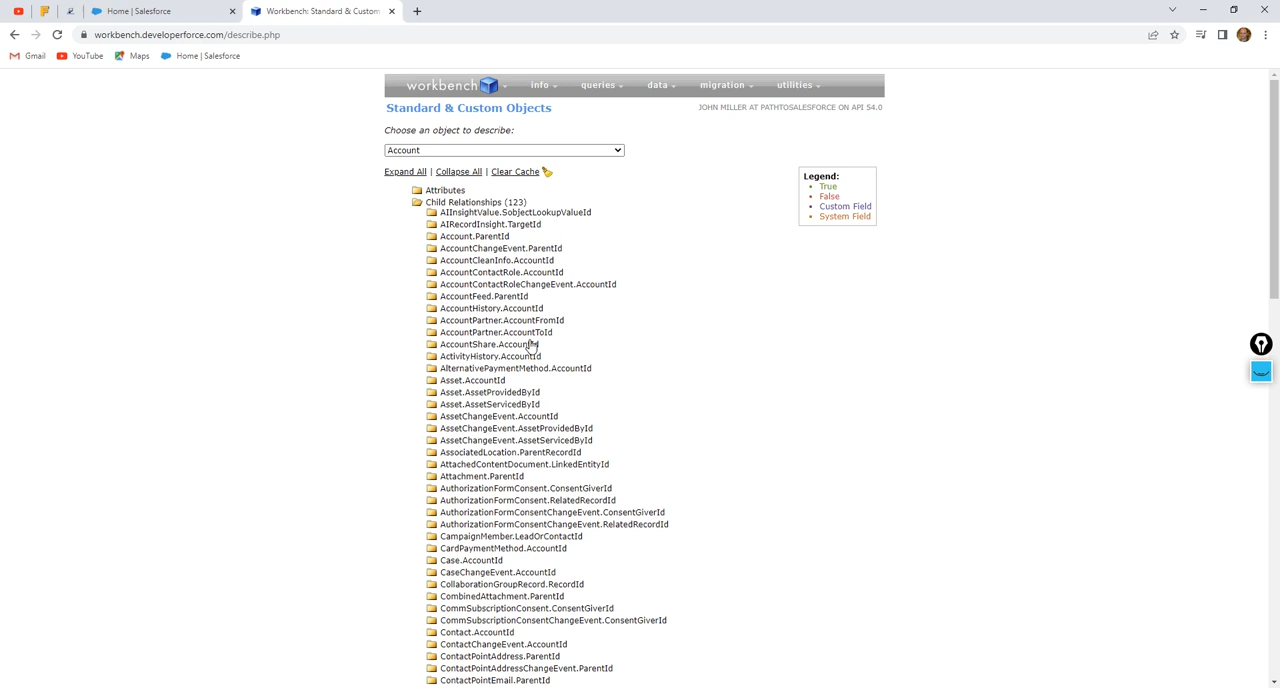 Home | Salesforce
Workbench: Standard & Custom
workbench.developerforce.com/describe.php
Gmail YouTube Maps Home | Salesforce
workbench info queries data migration utilities
Standard & Custom Objects
JOHN MILLER AT PATHTOSALESFORCE ON API 54.0
Choose an object to describe:
Account
Expand All | Collapse All | Clear Cache
Legend:
True
False
Custom Field
System Field
Attributes
Child Relationships (123)
AIInsightValue.SobjectLookupValueId
AIRecordInsight.TargetId
Account.ParentId
AccountChangeEvent.ParentId
AccountCleanInfo.AccountId
AccountContactRole.AccountId
AccountContactRoleChangeEvent.AccountId
AccountFeed.ParentId
AccountHistory.AccountId
AccountPartner.AccountFromId
AccountPartner.AccountToId
AccountShare.AccountId
ActivityHistory.AccountId
AlternativePaymentMethod.AccountId
Asset.AccountId
Asset.AssetProvidedById
Asset.AssetServicedById
AssetChangeEvent.AccountId
AssetChangeEvent.AssetProvidedById
AssetChangeEvent.AssetServicedById
AssociatedLocation.ParentRecordId
AttachedContentDocument.LinkedEntityId
Attachment.ParentId
AuthorizationFormConsent.ConsentGiverId
AuthorizationFormConsent.RelatedRecordId
AuthorizationFormConsentChangeEvent.ConsentGiverId
AuthorizationFormConsentChangeEvent.RelatedRecordId
CampaignMember.LeadOrContactId
CardPaymentMethod.AccountId
Case.AccountId
CaseChangeEvent.AccountId
CollaborationGroupRecord.RecordId
CombinedAttachment.ParentId
CommSubscriptionConsent.ConsentGiverId
CommSubscriptionConsentChangeEvent.ConsentGiverId
Contact.AccountId
ContactChangeEvent.AccountId
ContactPointAddress.ParentId
ContactPointAddressChangeEvent.ParentId
ContactPointEmail.ParentId